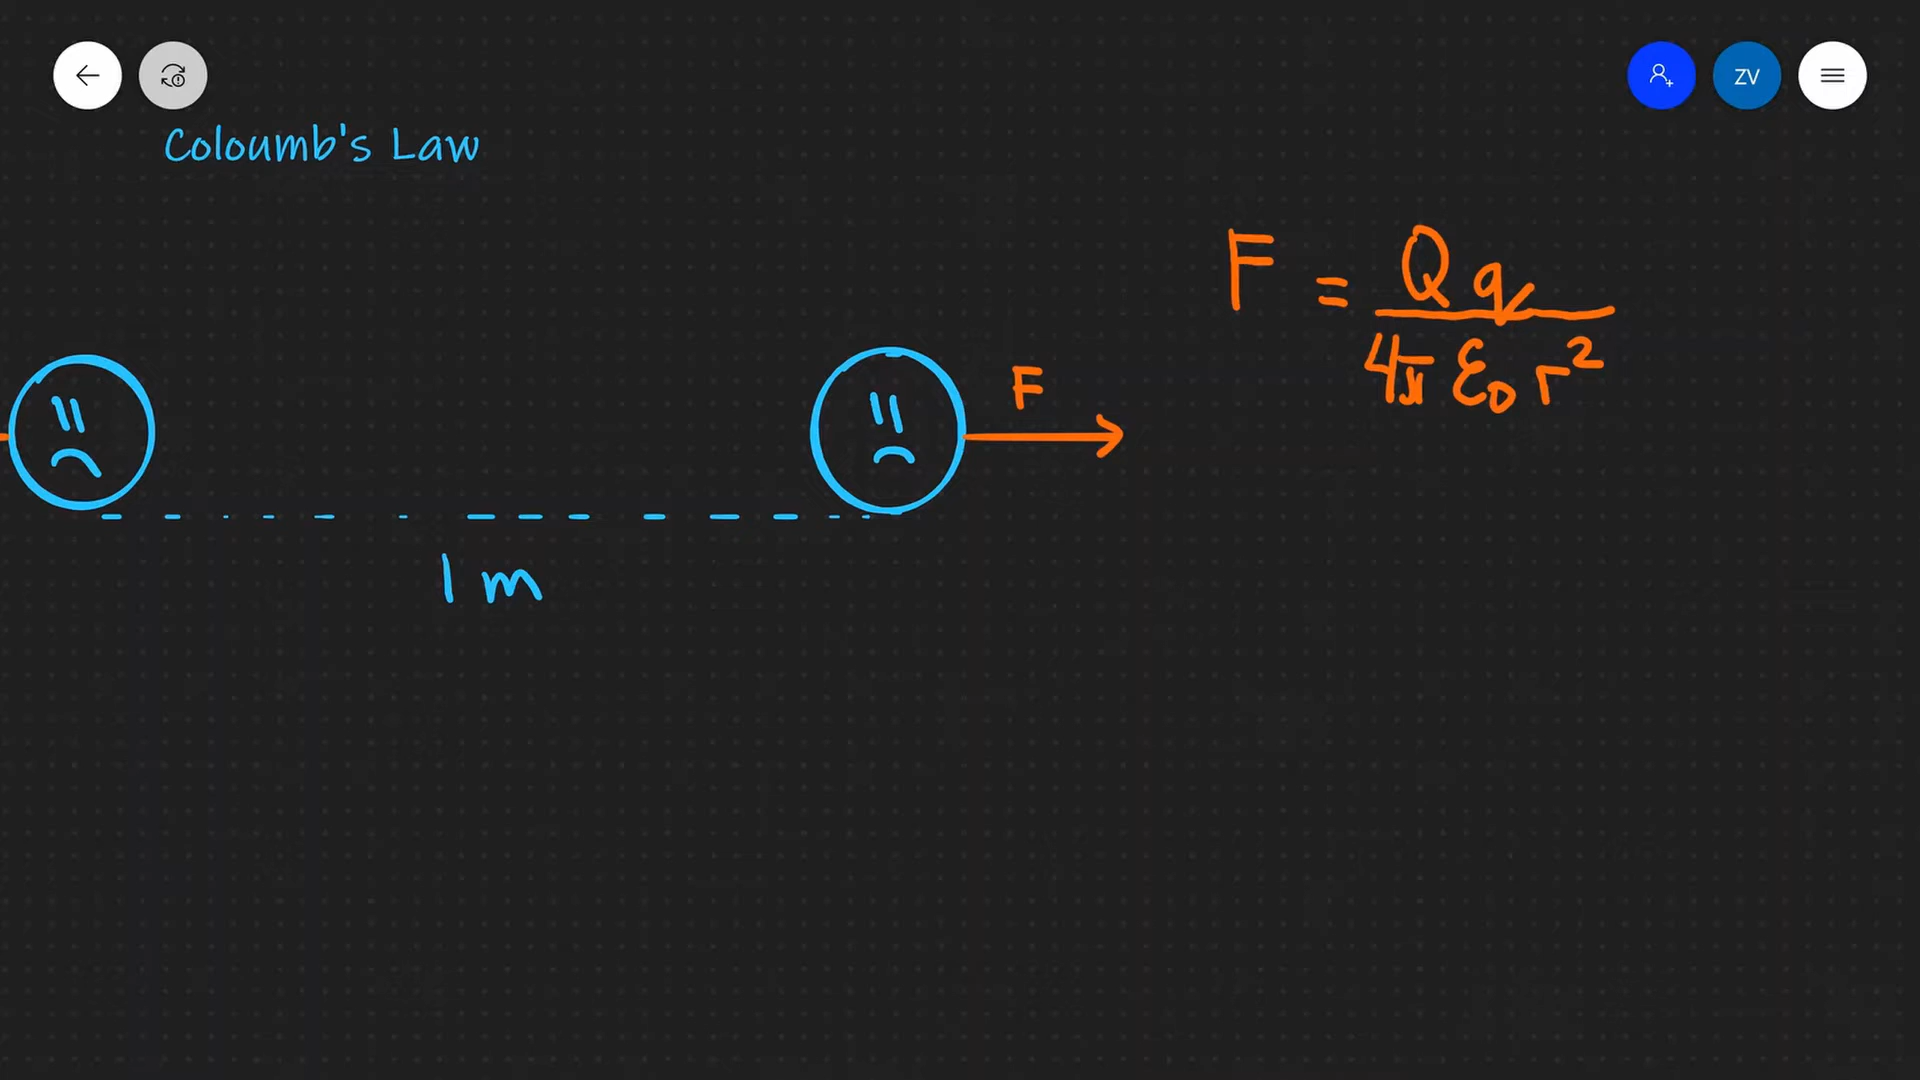 ZV
Coloumb's Law
F = Qq / 4π ε₀ r²
F
1 m